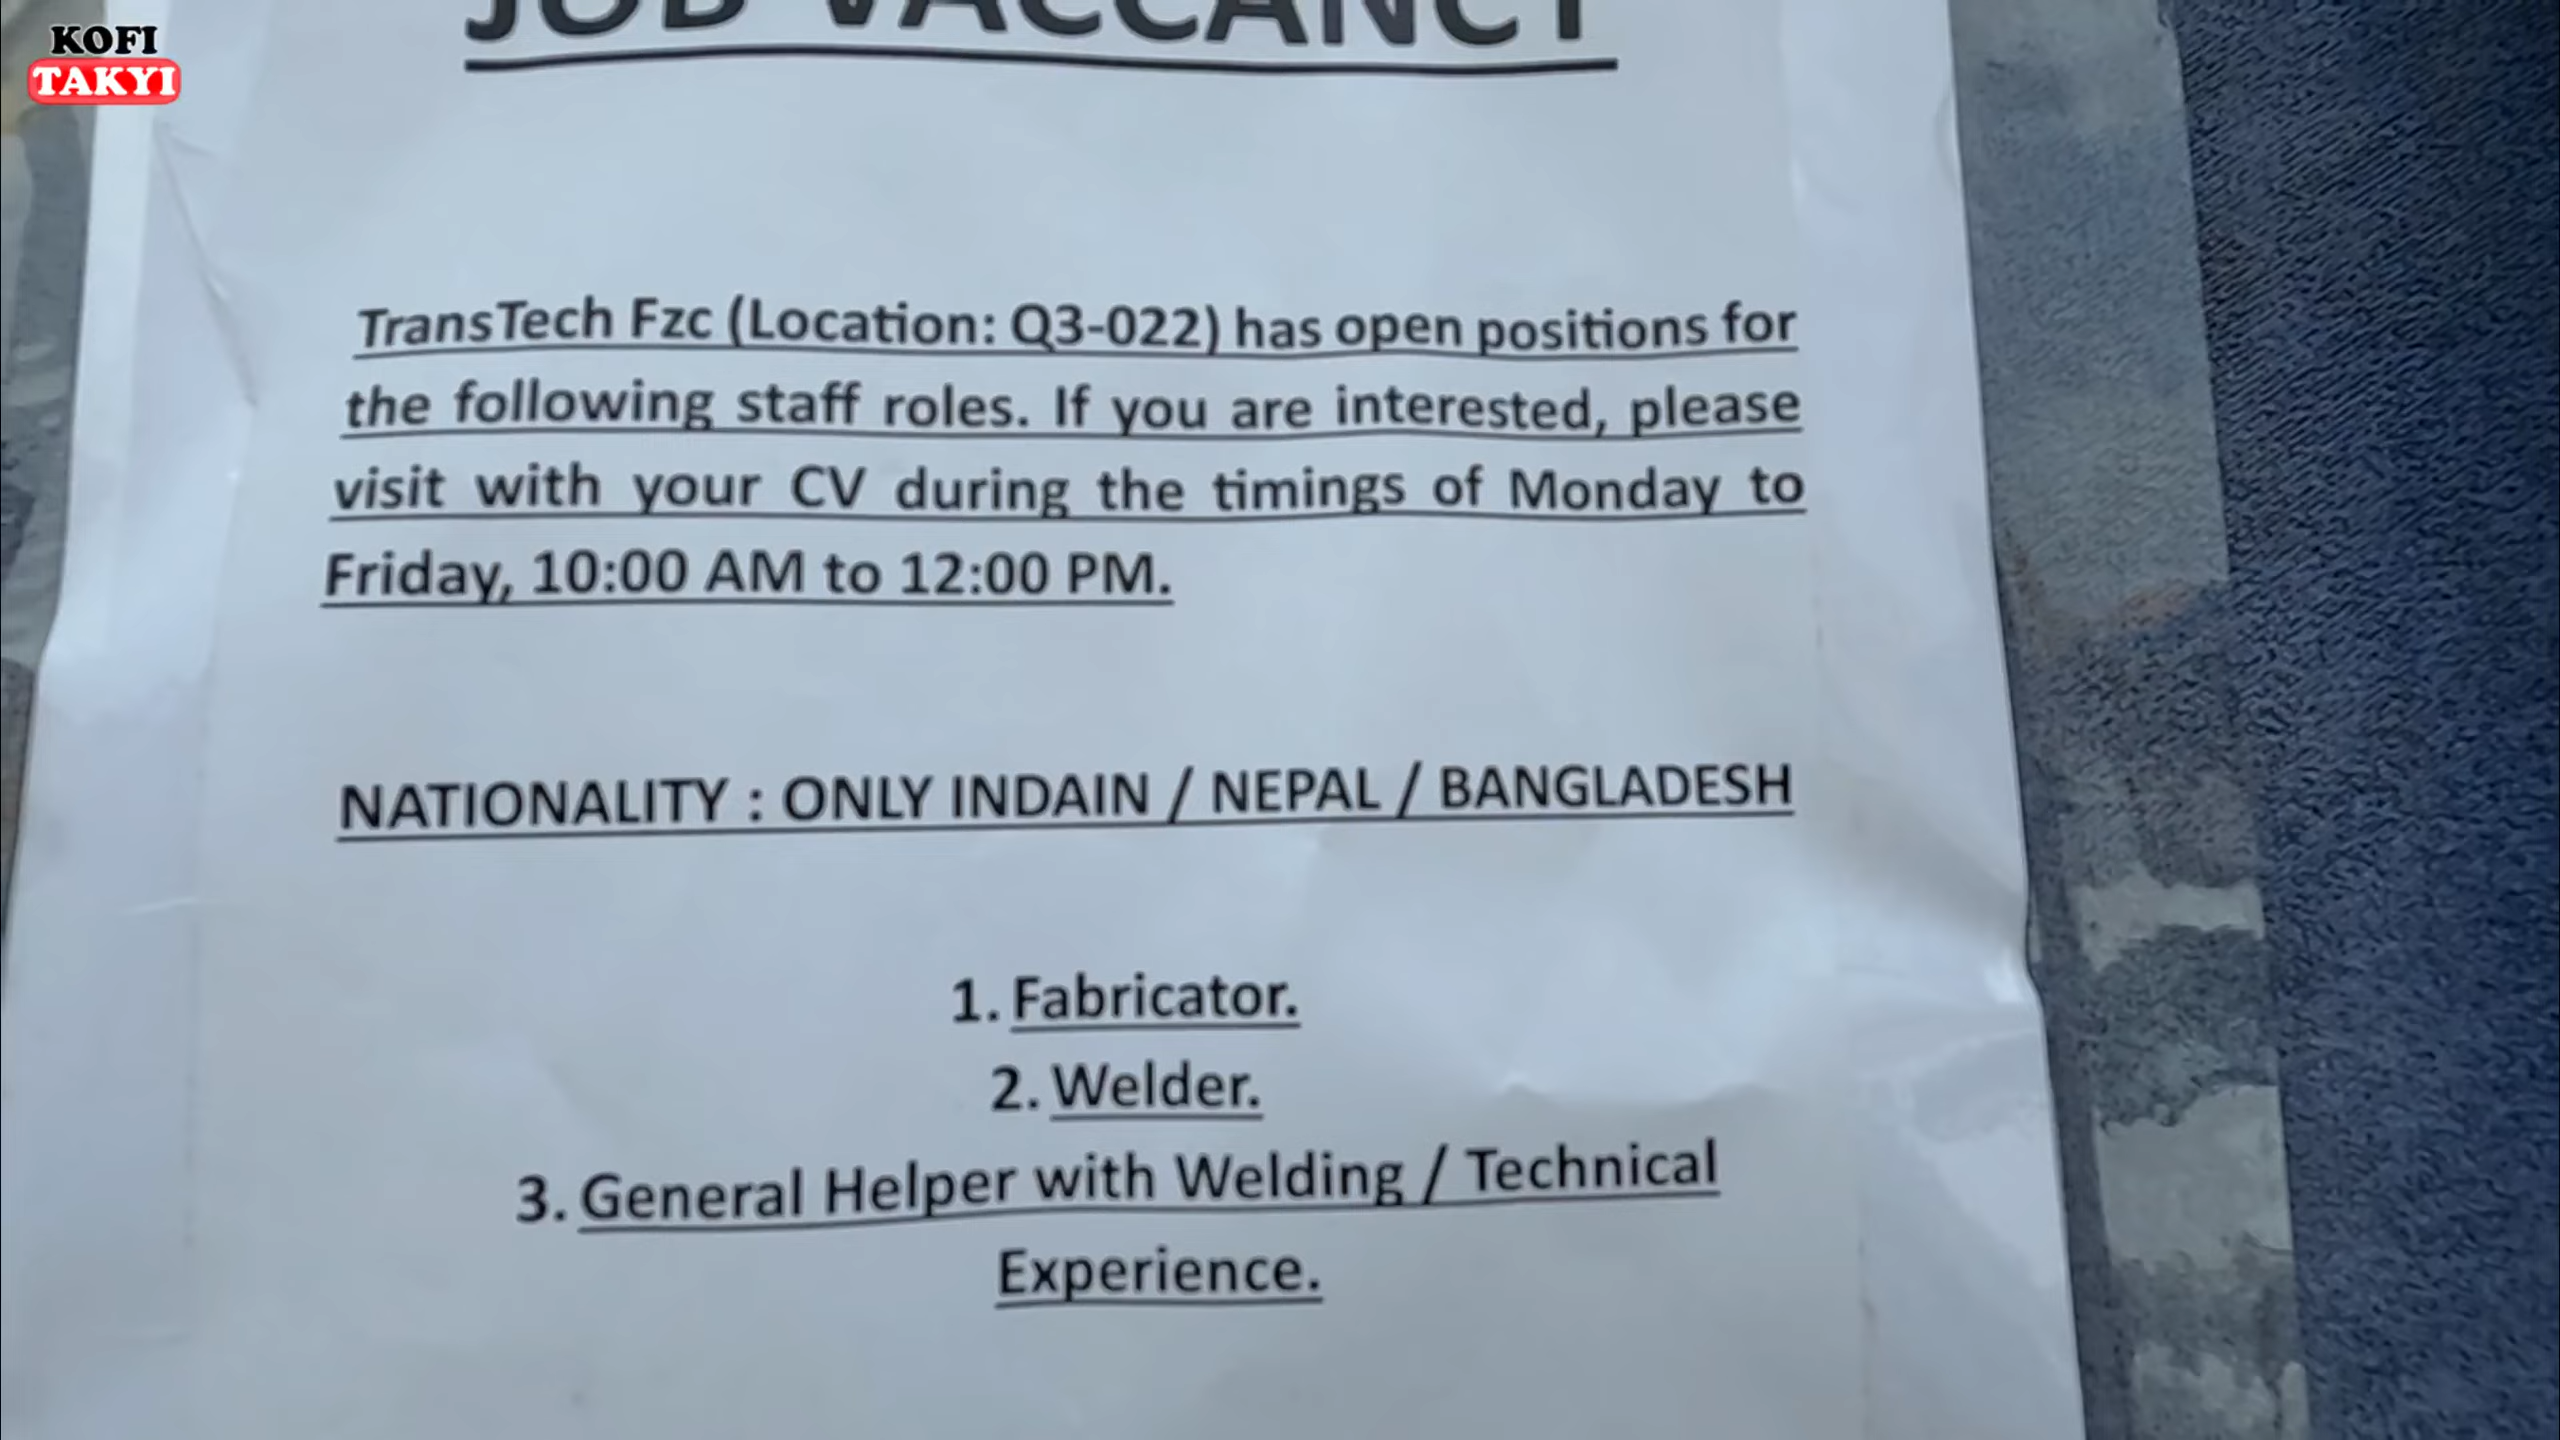 KOFI
TAKYI
JOB VACCANCY
TransTech Fzc (Location: Q3-022) has open positions for
the following staff roles. If you are interested, please
visit with your CV during the timings of Monday to
Friday, 10:00 AM to 12:00 PM.
NATIONALITY : ONLY INDAIN / NEPAL / BANGLADESH
1. Fabricator.
2. Welder.
3. General Helper with Welding / Technical
Experience.